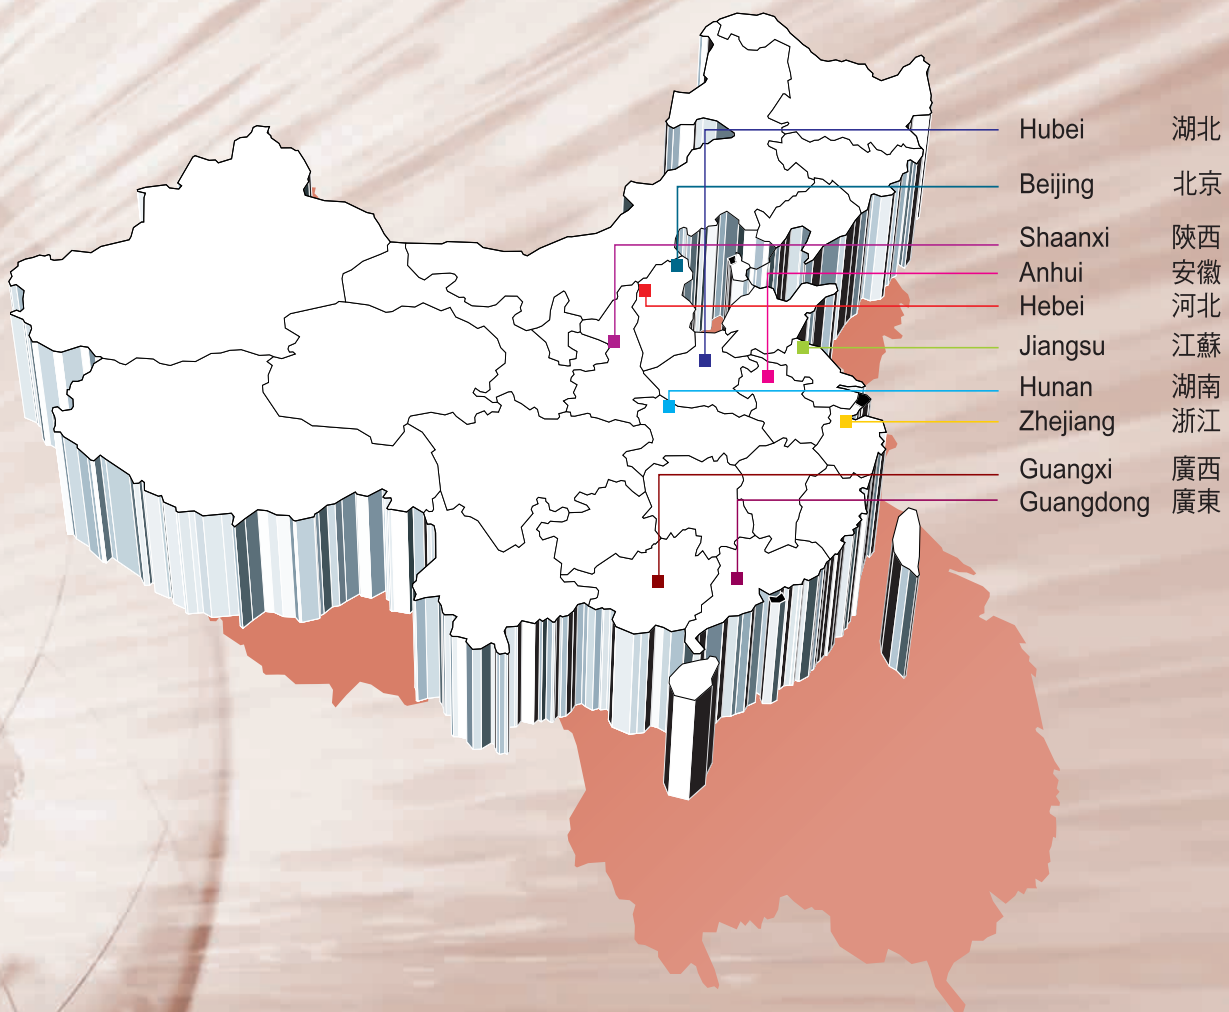 Hubei 湖北
Beijing 北京
Shaanxi 陝西
Anhui 安徽
Hebei 河北
Jiangsu 江蘇
Hunan 湖南
Zhejiang 浙江
Guangxi 廣西
Guangdong 廣東